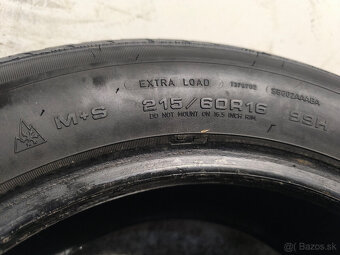 EXTRA LOAD
M+S 215/60R16 99H
DO NOT MOUNT ON 16.5 INCH RIM.
Bazos.sk